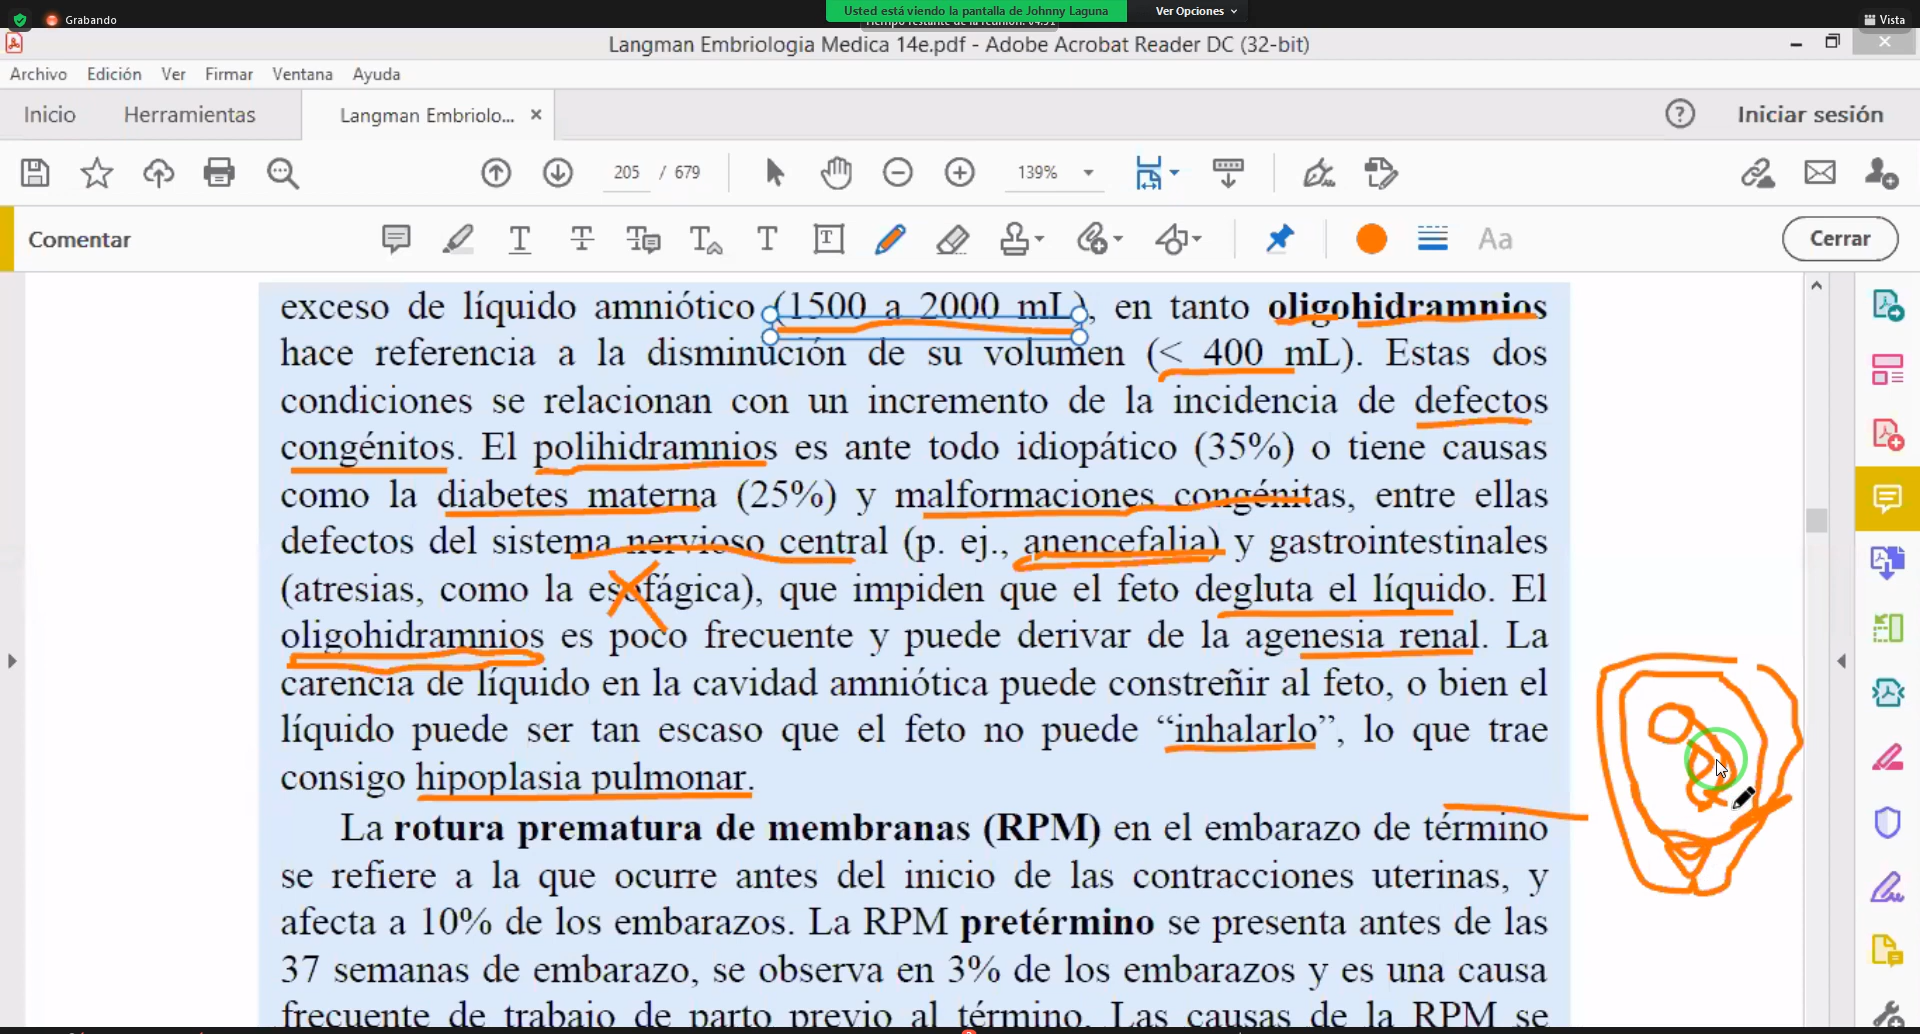 Grabando
Usted está viendo la pantalla de Johnny Laguna
Ver Opciones
Vista
Langman Embriologia Medica 14e.pdf - Adobe Acrobat Reader DC (32-bit)
Archivo Edición Ver Firmar Ventana Ayuda
Inicio Herramientas Langman Embriolo... Iniciar sesión
205 / 679 139%
Comentar Aa Cerrar
exceso de líquido amniótico (1500 a 2000 mL), en tanto oligohidramnios
hace referencia a la disminución de su volumen (< 400 mL). Estas dos
condiciones se relacionan con un incremento de la incidencia de defectos
congénitos. El polihidramnios es ante todo idiopático (35%) o tiene causas
como la diabetes materna (25%) y malformaciones congénitas, entre ellas
defectos del sistema nervioso central (p. ej., anencefalia) y gastrointestinales
(atresias, como la esofágica), que impiden que el feto degluta el líquido. El
oligohidramnios es poco frecuente y puede derivar de la agenesia renal. La
carencia de líquido en la cavidad amniótica puede constreñir al feto, o bien el
líquido puede ser tan escaso que el feto no puede “inhalarlo”, lo que trae
consigo hipoplasia pulmonar.
La rotura prematura de membranas (RPM) en el embarazo de término
se refiere a la que ocurre antes del inicio de las contracciones uterinas, y
afecta a 10% de los embarazos. La RPM pretérmino se presenta antes de las
37 semanas de embarazo, se observa en 3% de los embarazos y es una causa
frecuente de trabajo de parto previo al término. Las causas de la RPM se